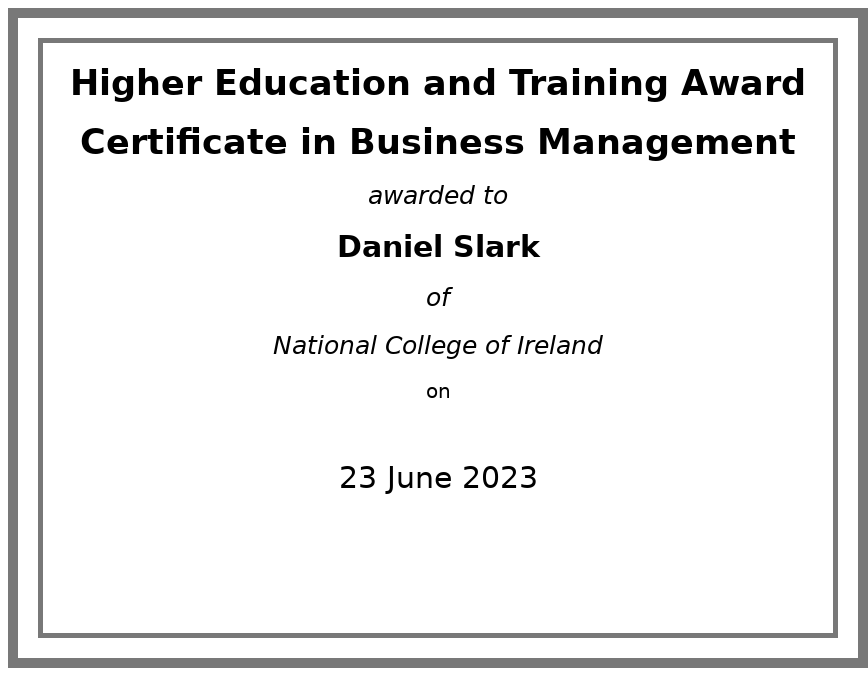 Higher Education and Training Award
Certificate in Business Management
awarded to
Daniel Slark
of
National College of Ireland
on
23 June 2023